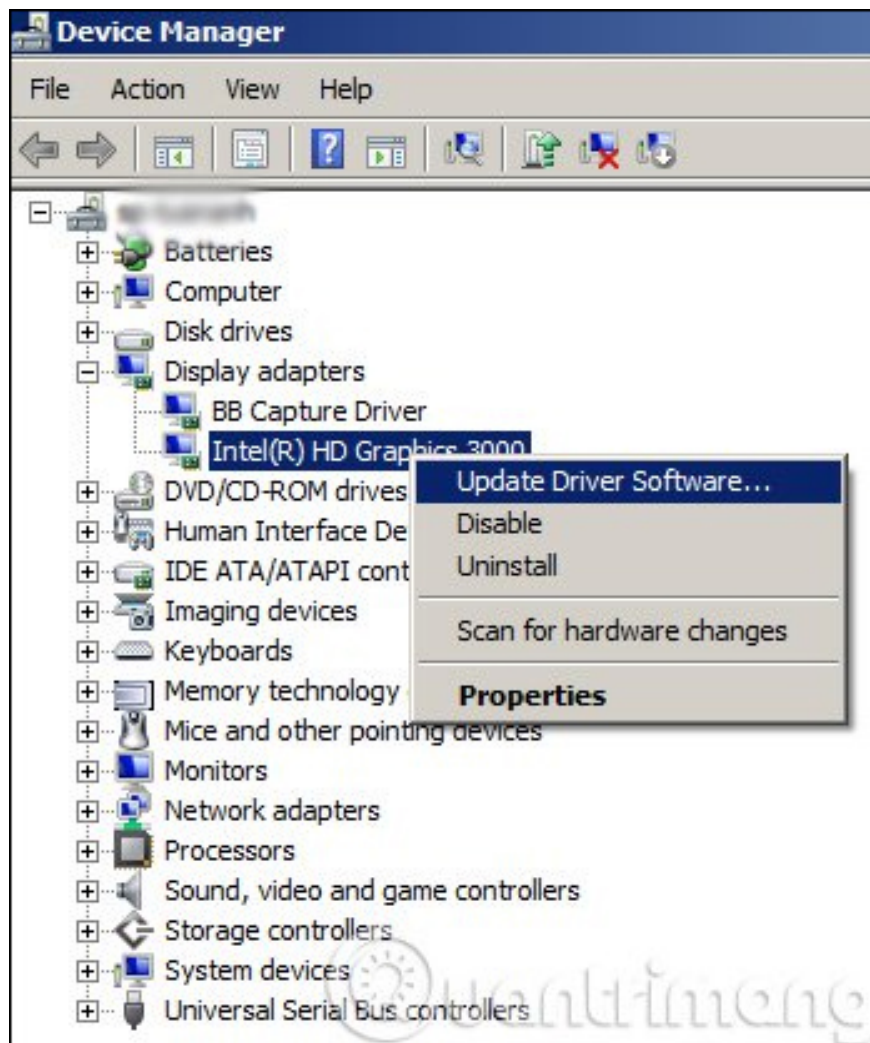 Device Manager
File Action View Help
Batteries
Computer
Disk drives
Display adapters
BB Capture Driver
Intel(R) HD Graphics 3000
Update Driver Software...
DVD/CD-ROM drives
Disable
Human Interface De
Uninstall
IDE ATA/ATAPI cont
Imaging devices
Scan for hardware changes
Keyboards
Memory technology
Properties
Mice and other pointing devices
Monitors
Network adapters
Processors
Sound, video and game controllers
Storage controllers
System devices
Universal Serial Bus controllers
Quantrimang